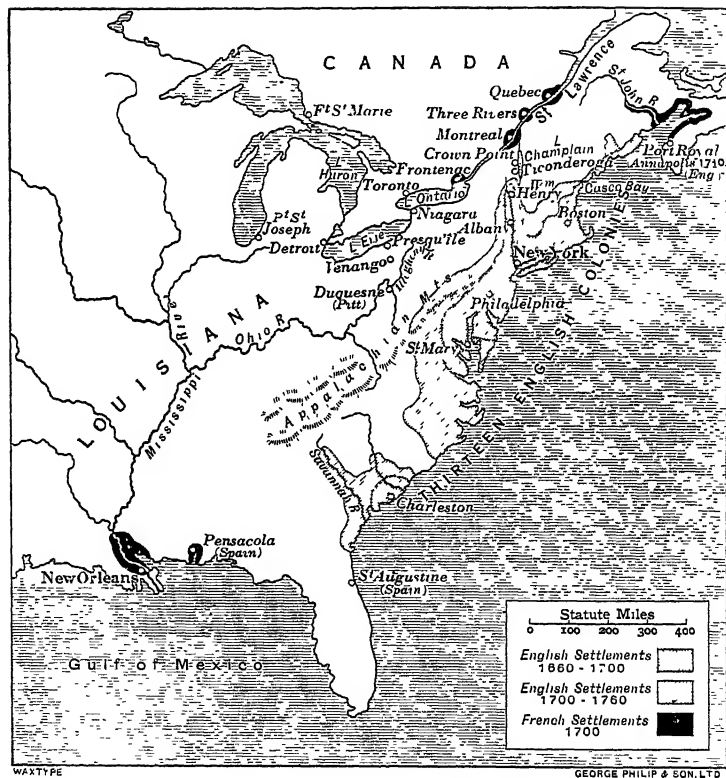 CANADA
Quebec
St Lawrence
St John R
Ft St Marie
Three Rivers
Montreal
Crown Point
L Champlain
Ticonderoga
Port Royal
Annapolis 1710
(Eng
L Huron
Frontenac
Toronto
L Ontario
Wm Henry
Casco Bay
Niagara
Boston
Pt St Joseph
Detroit
L Erie
Presqu'ile
Alban
New York
Venango
Duquesne
(Pitt)
Philadelphia
LOUISIANA
Ohio R
Appalachian Mts
St Mary
Mississippi River
THIRTEEN ENGLISH COLONIES
Savannah R
Charleston
Pensacola
(Spain)
New Orleans
St Augustine
(Spain)
Gulf of Mexico
Statute Miles
0 100 200 300 400
English Settlements
1660 - 1700
English Settlements
1700 - 1760
French Settlements
1700
WAXTYPE
GEORGE PHILIP & SON. LTD